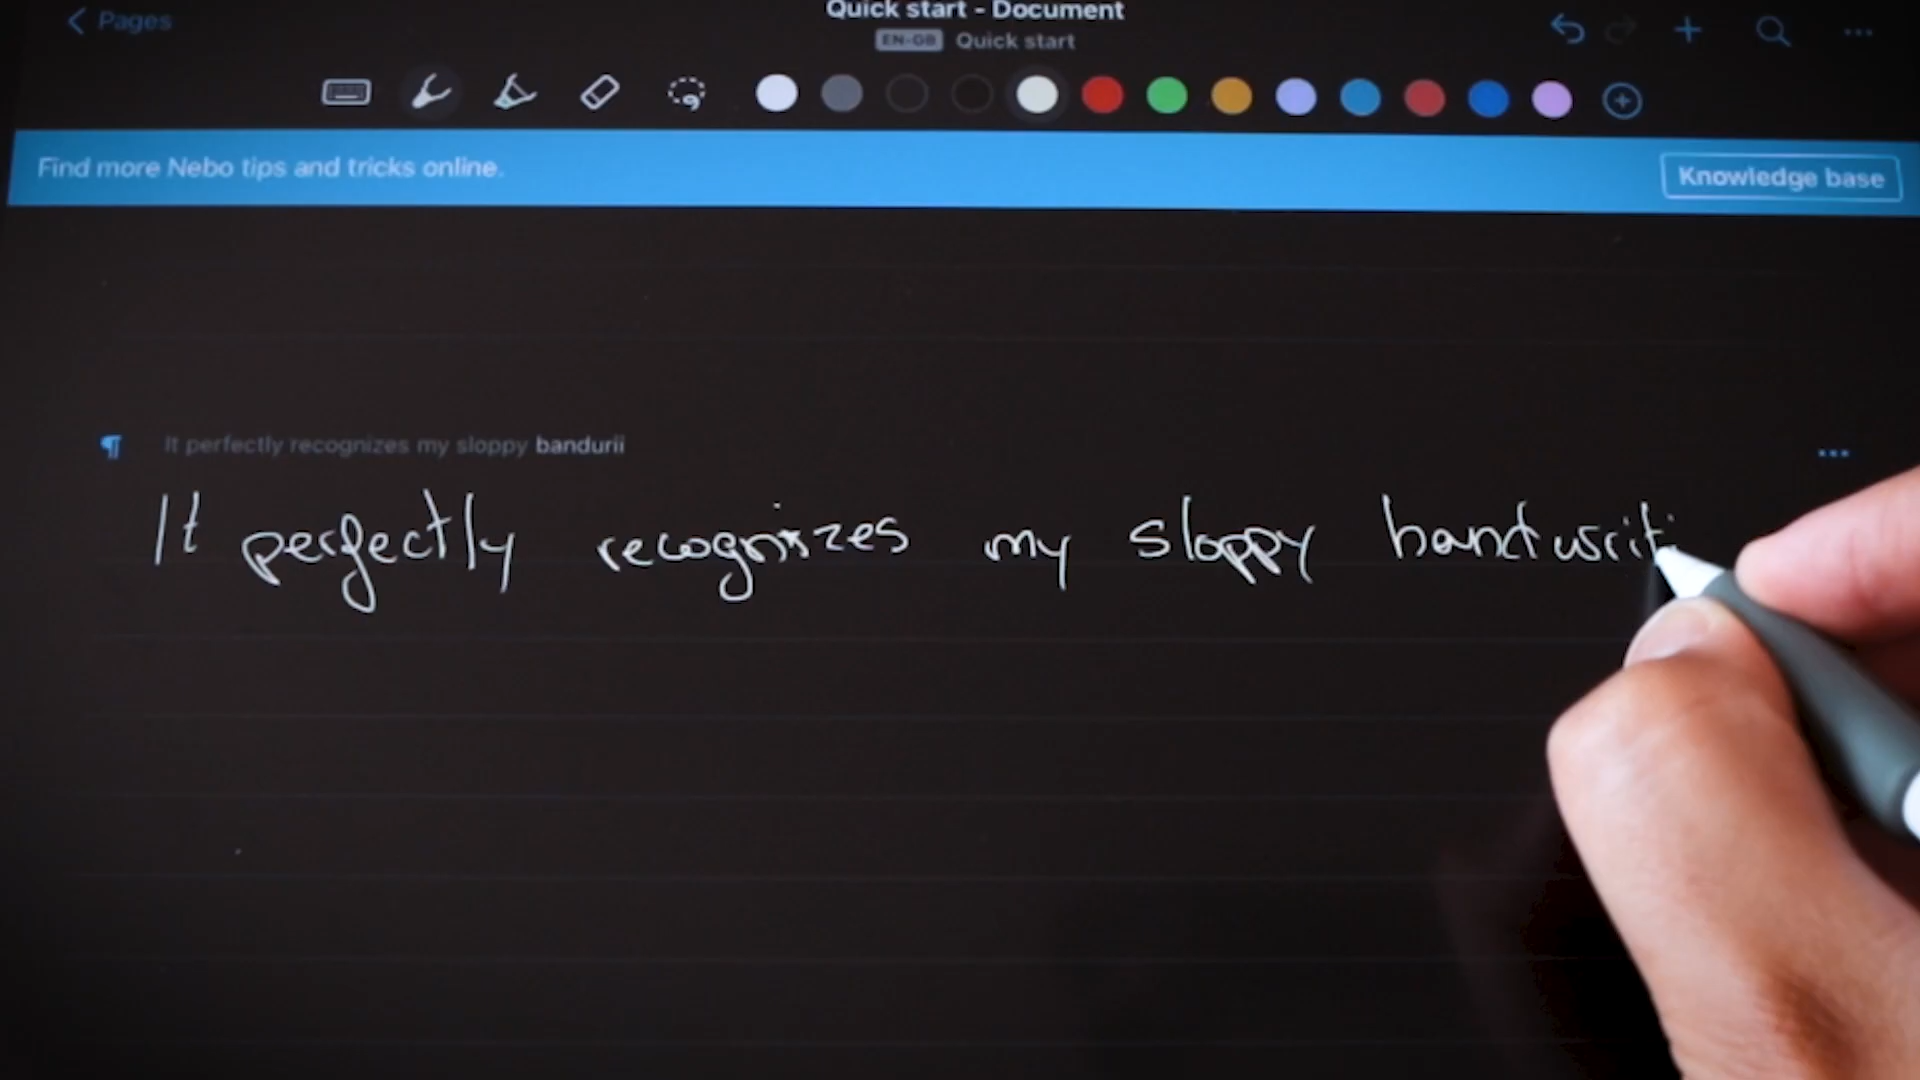 Pages
Quick start - Document
EN-GB Quick start
Find more Nebo tips and tricks online.
Knowledge base
It perfectly recognizes my sloppy bandurii
It perfectly recognizes my sloppy handwriti